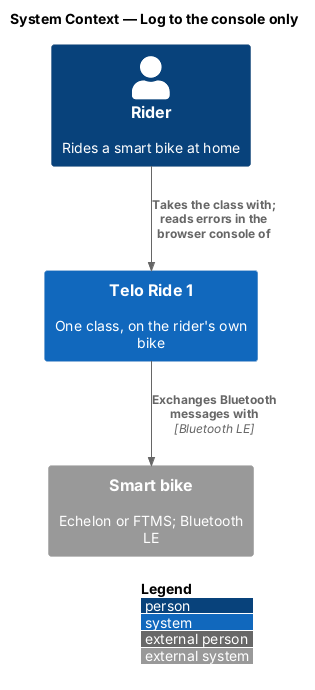 System Context — Log to the console only
Rider
Rides a smart bike at home
Takes the class with;
reads errors in the
browser console of
Telo Ride 1
One class, on the rider's own
bike
Exchanges Bluetooth
messages with
[Bluetooth LE]
Smart bike
Echelon or FTMS; Bluetooth
LE
Legend
person
system
external person
external system